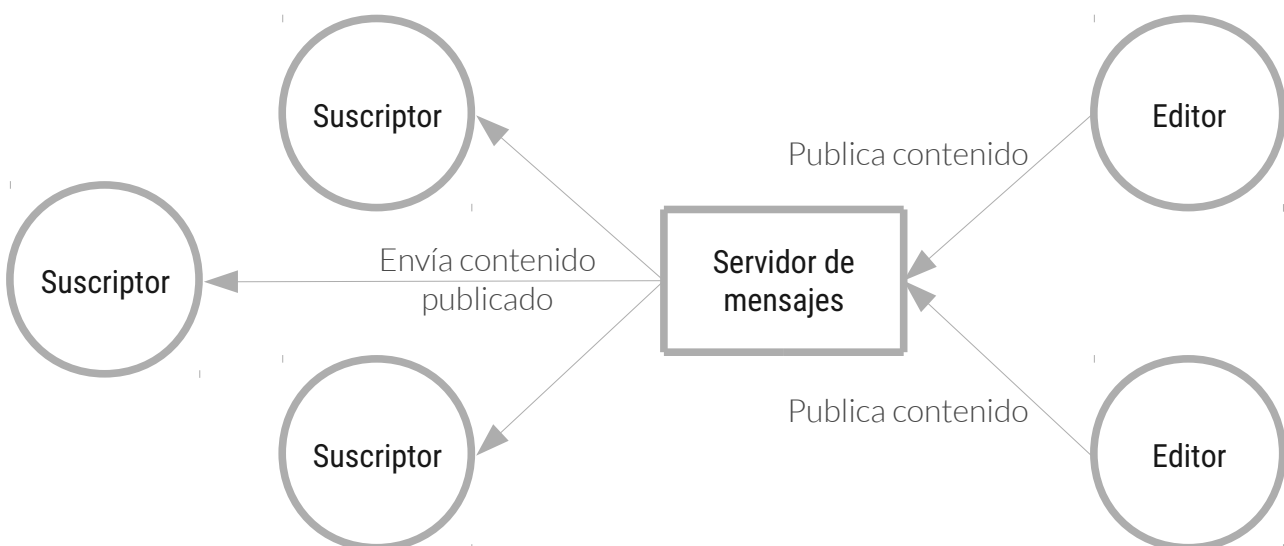 Suscriptor
Editor
Publica contenido
Suscriptor
Envía contenido
publicado
Servidor de
mensajes
Publica contenido
Suscriptor
Editor